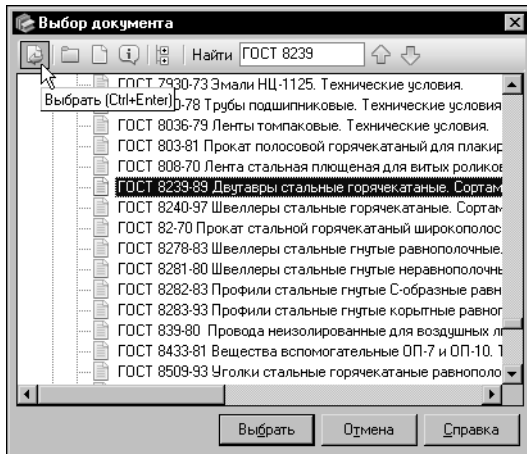 Выбор документа
Найти ГОСТ 8239
ГОСТ 7930-73 Эмали НЦ-1125. Технические условия.
Выбрать (Ctrl+Enter) 0-78 Трубы подшипниковые. Технические условия
ГОСТ 8036-79 Ленты томпаковые. Технические условия.
ГОСТ 803-81 Прокат полосовой горячекатаный для плакир
ГОСТ 808-70 Лента стальная плющеная для витых роликов
ГОСТ 8239-89 Двутавры стальные горячекатаные. Сортам
ГОСТ 8240-97 Швеллеры стальные горячекатаные. Сортам
ГОСТ 82-70 Прокат стальной горячекатаный широкополос
ГОСТ 8278-83 Швеллеры стальные гнутые равнополочные.
ГОСТ 8281-80 Швеллеры стальные гнутые неравнополочнь
ГОСТ 8282-83 Профили стальные гнутые C-образные равн
ГОСТ 8283-93 Профили стальные гнутые корытные равног
ГОСТ 839-80 Провода неизолированные для воздушных л
ГОСТ 8433-81 Вещества вспомогательные ОП-7 и ОП-10. Т
ГОСТ 8509-93 Уголки стальные горячекатаные равнополо
Выбрать Отмена Справка